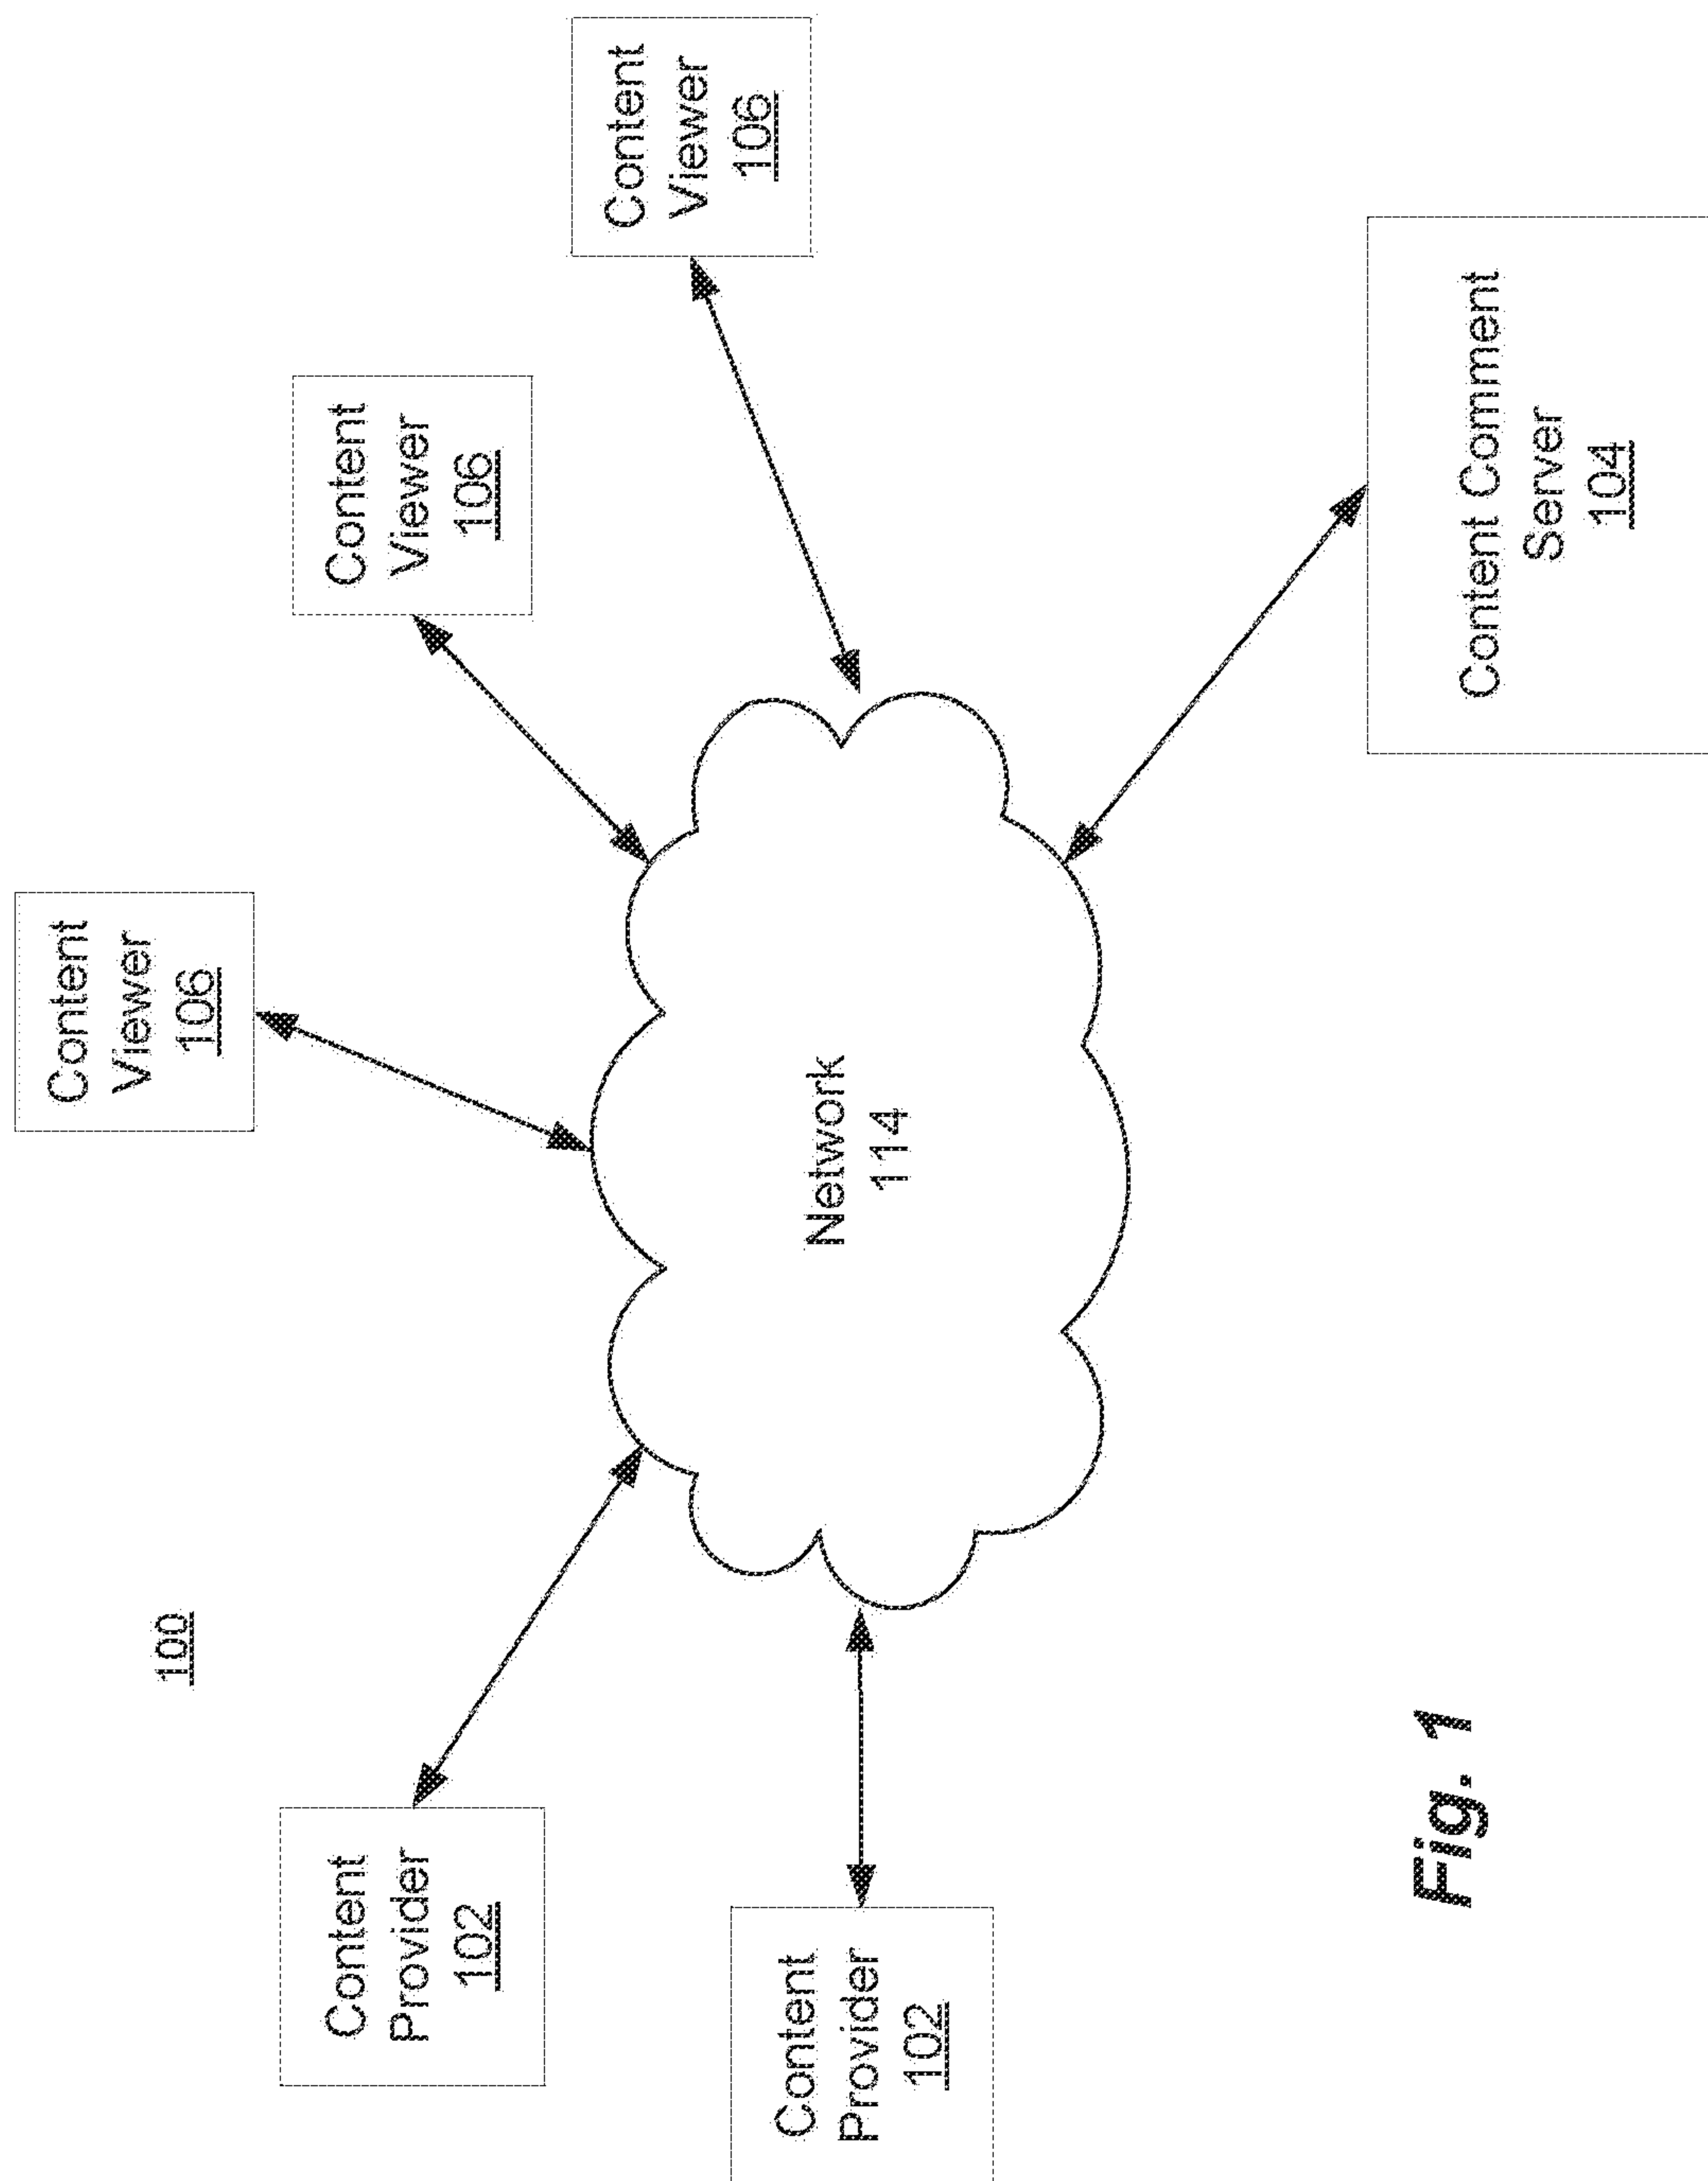 100
Content
Viewer
106
Content
Viewer
106
Content
Viewer
106
Content
Provider
102
Content
Provider
102
Network
114
Content Comment
Server
104
Fig. 1